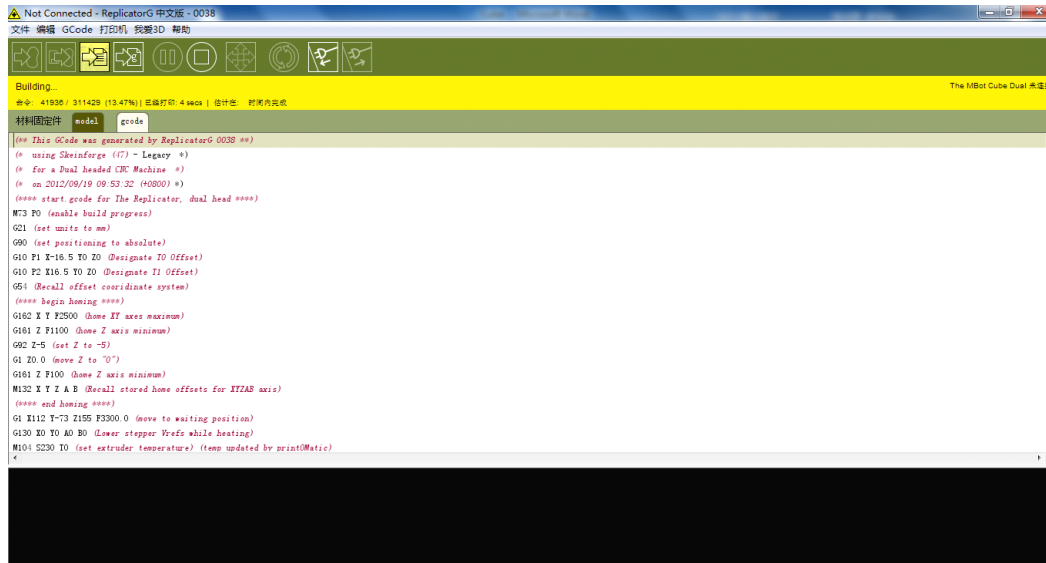 Not Connected - ReplicatorG 中文版 - 0038
文件 编辑 GCode 打印机 我爱3D 帮助
Building...
The MBot Cube Dual 未连
命令: 41936 / 311429 (13.47%) | 已经打印: 4 secs | 估计在: 时间内完成
材料固定件 model gcode
(** This GCode was generated by ReplicatorG 0038 **)
(* using Skeinforge (47) - Legacy *)
(* for a Dual headed CNC Machine *)
(* on 2012/09/19 09:53:32 (+0800) *)
(**** start.gcode for The Replicator, dual head ****)
M73 P0 (enable build progress)
G21 (set units to mm)
G90 (set positioning to absolute)
G10 P1 X-16.5 Y0 Z0 (Designate T0 Offset)
G10 P2 X16.5 Y0 Z0 (Designate T1 Offset)
G54 (Recall offset cooridinate system)
(**** begin homing ****)
G162 X Y F2500 (home XY axes maximum)
G161 Z F1100 (home Z axis minimum)
G92 Z-5 (set Z to -5)
G1 Z0.0 (move Z to "0")
G161 Z F100 (home Z axis minimum)
M132 X Y Z A B (Recall stored home offsets for XYZAB axis)
(**** end homing ****)
G1 X112 Y-73 Z155 F3300.0 (move to waiting position)
G130 X0 Y0 A0 B0 (Lower stepper Vrefs while heating)
M104 S230 T0 (set extruder temperature) (temp updated by printOMatic)